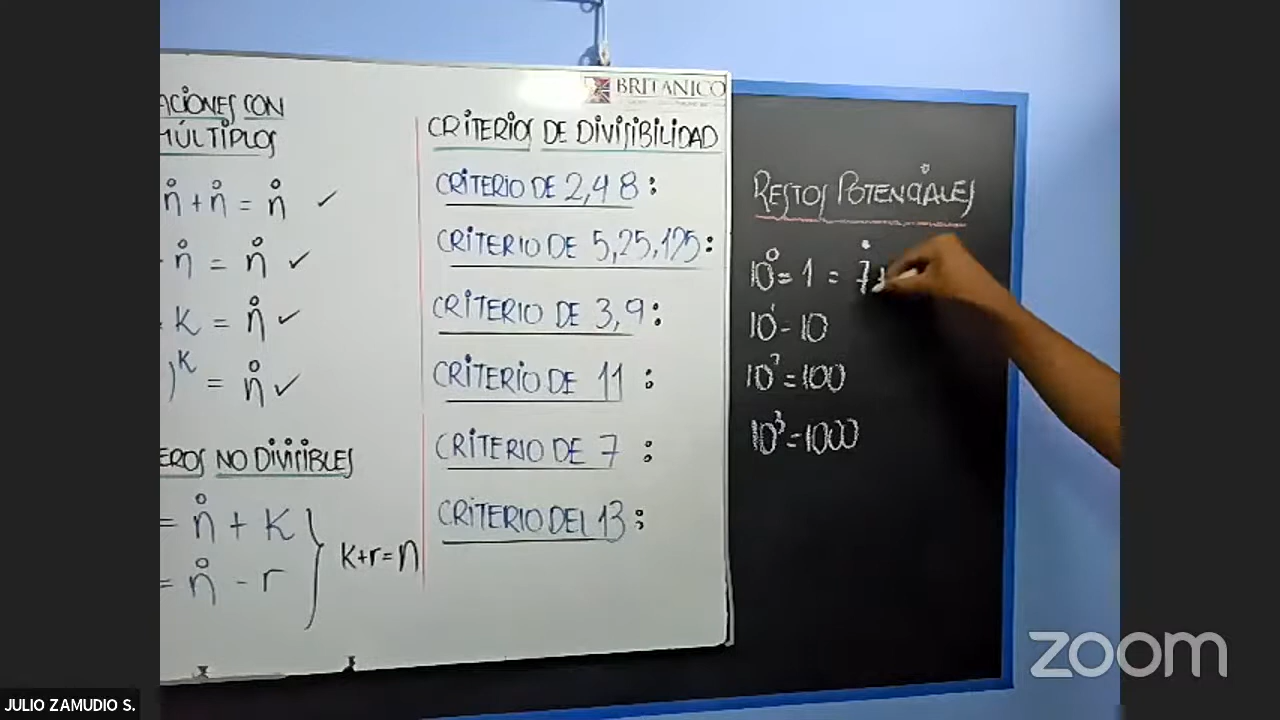 ACIONES CON
MÚLTIPLOS
n̊ + n̊ = n̊ ✓
- n̊ = n̊ ✓
. K = n̊ ✓
)^K = n̊ ✓
EROS NO DIVISIBLES
= n̊ + K
= n̊ - r
K+r=n
BRITANICO
CRITERIOS DE DIVISIBILIDAD
CRITERIO DE 2,4 8:
CRITERIO DE 5,25,125:
CRITERIO DE 3,9:
CRITERIO DE 11 :
CRITERIO DE 7 :
CRITERIO DEl 13:
RESTOS POTENCIALES
10⁰ = 1 = 7̊+
10¹ = 10
10² = 100
10³ = 1000
zoom
JULIO ZAMUDIO S.